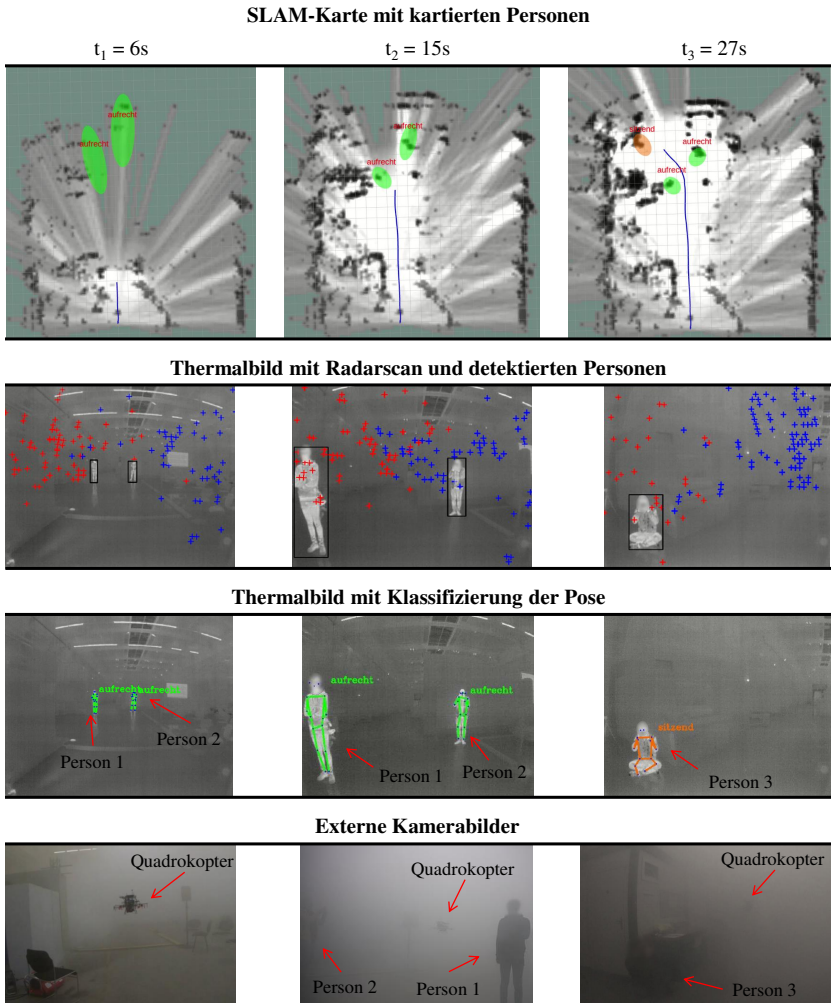 SLAM-Karte mit kartierten Personen
t₁ = 6s
t₂ = 15s
t₃ = 27s
aufrecht
aufrecht
aufrecht
aufrecht
sitzend
aufrecht
aufrecht
Thermalbild mit Radarscan und detektierten Personen
Thermalbild mit Klassifizierung der Pose
aufrecht
aufrecht
Person 1
Person 2
aufrecht
aufrecht
Person 1
Person 2
sitzend
Person 3
Externe Kamerabilder
Quadrokopter
Quadrokopter
Person 2
Person 1
Quadrokopter
Person 3